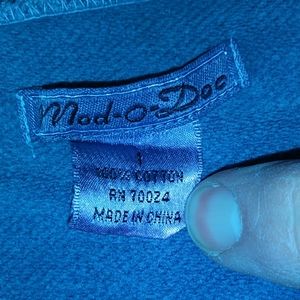 Mod-o-Doc
100% COTTON
RN 70024
MADE IN CHINA